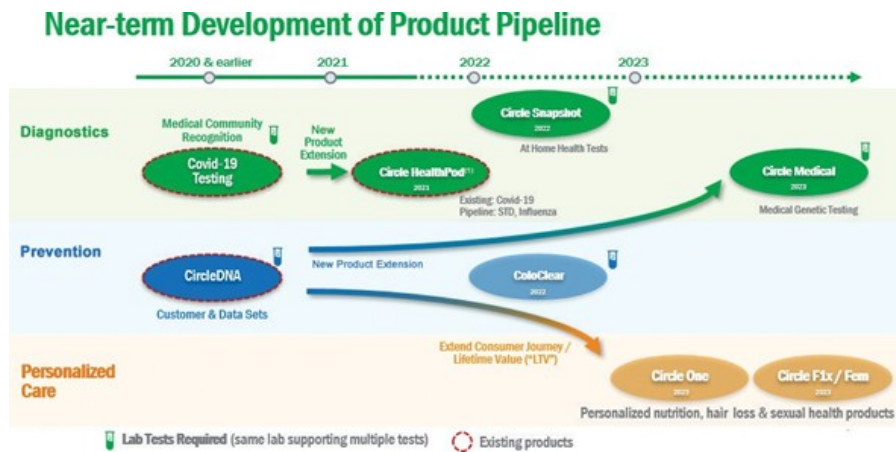 Near-term Development of Product Pipeline
2020 & earlier
2021
2022
2023
Diagnostics
Medical Community
Recognition
Covid-19
Testing
New
Product
Extension
Circle HealthPod(1)
2021
Existing: Covid-19
Pipeline: STD, Influenza
Circle Snapshot
2022
At Home Health Tests
Circle Medical
2023
Medical Genetic Testing
Prevention
CircleDNA
Customer & Data Sets
New Product Extension
ColoClear
2022
Personalized
Care
Extend Consumer Journey /
Lifetime Value ("LTV")
Circle One
2023
Circle F1x / Fem
2023
Personalized nutrition, hair loss & sexual health products
Lab Tests Required (same lab supporting multiple tests)
Existing products